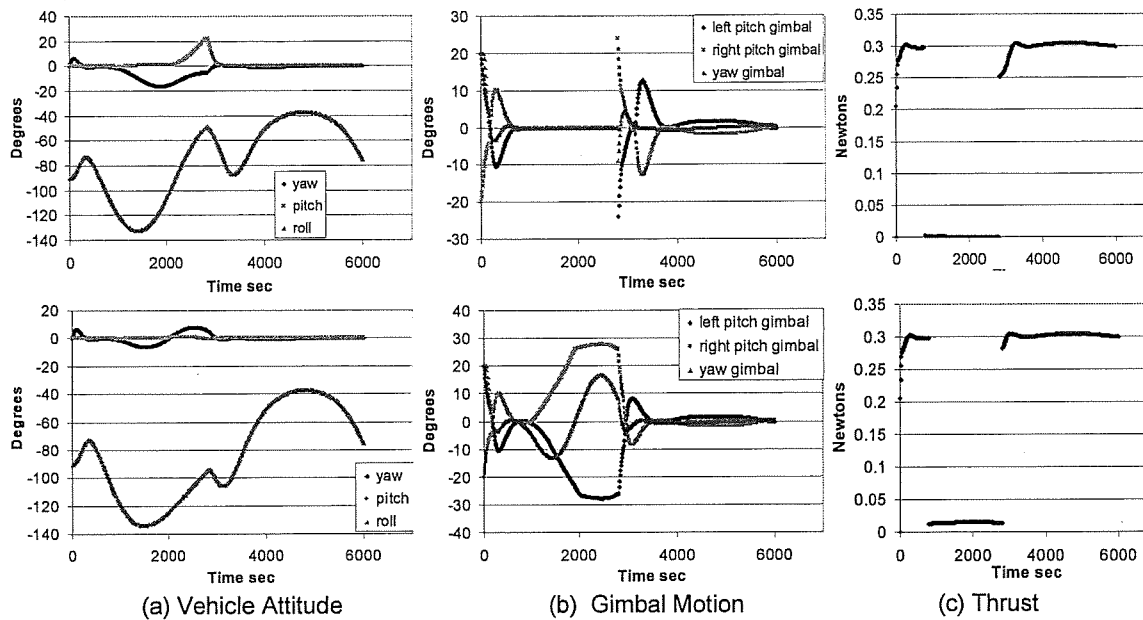 40
20
0
-20
-40
-60
-80
-100
-120
-140
Degrees
yaw
pitch
roll
0 2000 4000 6000
Time sec
30
20
10
0
10
20
30
Degrees
left pitch gimbal
right pitch gimbal
yaw gimbal
0 2000 4000 6000
Time sec
0.35
0.3
0.25
0.2
0.15
0.1
0.05
0
Newtons
0 2000 4000 6000
20
0
-20
-40
-60
-80
-100
-120
-140
Degrees
yaw
pitch
roll
0 2000 4000 6000
Time sec
40
30
20
10
0
-10
-20
-30
-40
Degrees
left pitch gimbal
right pitch gimbal
yaw gimbal
0 2000 4000 6000
Time sec
0.35
0.3
0.25
0.2
0.15
0.1
0.05
0
Newtons
0 2000 4000 6000
Time sec
(a) Vehicle Attitude
(b) Gimbal Motion
(c) Thrust